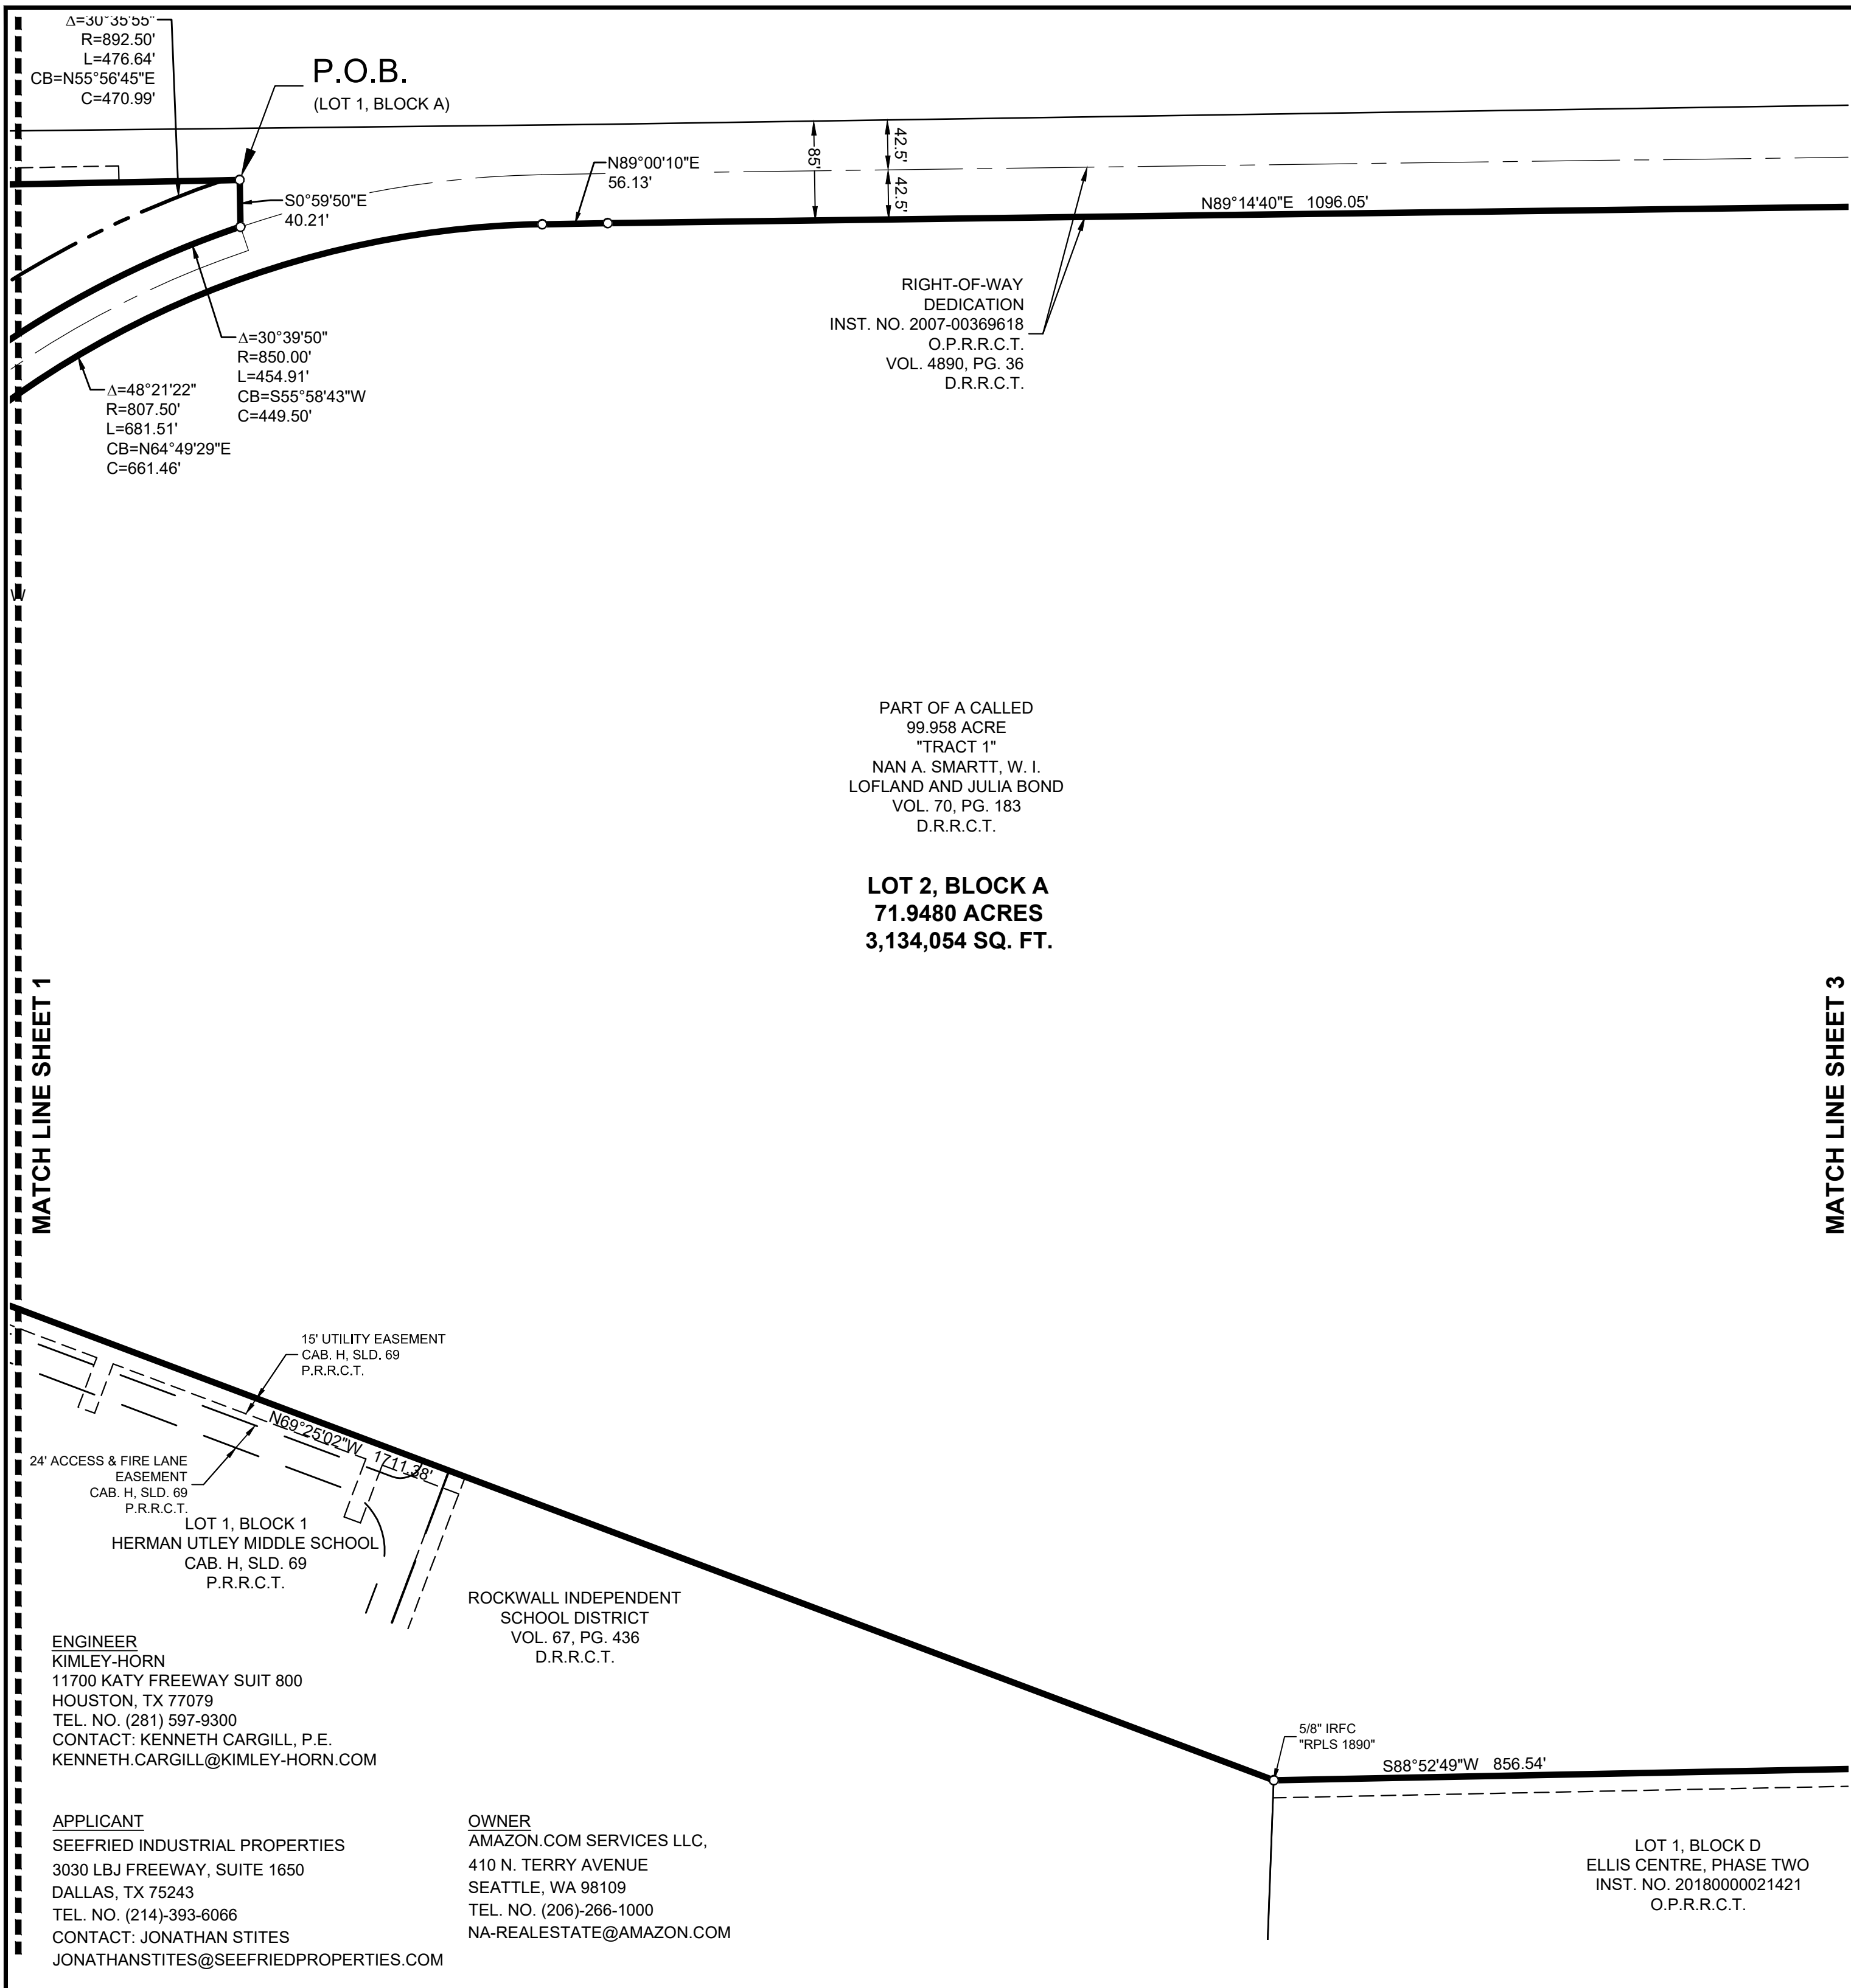 Δ=30°35'55"
R=892.50'
L=476.64'
CB=N55°56'45"E
C=470.99'
P.O.B.
(LOT 1, BLOCK A)
S0°59'50"E
40.21'
N89°00'10"E
56.13'
85'
42.5'
42.5'
N89°14'40"E 1096.05'
RIGHT-OF-WAY
DEDICATION
INST. NO. 2007-00369618
O.P.R.R.C.T.
VOL. 4890, PG. 36
D.R.R.C.T.
Δ=30°39'50"
R=850.00'
L=454.91'
CB=S55°58'43"W
C=449.50'
Δ=48°21'22"
R=807.50'
L=681.51'
CB=N64°49'29"E
C=661.46'
W
PART OF A CALLED
99.958 ACRE
"TRACT 1"
NAN A. SMARTT, W. I.
LOFLAND AND JULIA BOND
VOL. 70, PG. 183
D.R.R.C.T.
LOT 2, BLOCK A
71.9480 ACRES
3,134,054 SQ. FT.
MATCH LINE SHEET 1
MATCH LINE SHEET 3
15' UTILITY EASEMENT
CAB. H, SLD. 69
P.R.R.C.T.
N69°25'02"W 1711.38'
24' ACCESS & FIRE LANE
EASEMENT
CAB. H, SLD. 69
P.R.R.C.T.
LOT 1, BLOCK 1
HERMAN UTLEY MIDDLE SCHOOL
CAB. H, SLD. 69
P.R.R.C.T.
ROCKWALL INDEPENDENT
SCHOOL DISTRICT
VOL. 67, PG. 436
D.R.R.C.T.
ENGINEER
KIMLEY-HORN
11700 KATY FREEWAY SUIT 800
HOUSTON, TX 77079
TEL. NO. (281) 597-9300
CONTACT: KENNETH CARGILL, P.E.
KENNETH.CARGILL@KIMLEY-HORN.COM
5/8" IRFC
"RPLS 1890"
S88°52'49"W 856.54'
APPLICANT
SEEFRIED INDUSTRIAL PROPERTIES
3030 LBJ FREEWAY, SUITE 1650
DALLAS, TX 75243
TEL. NO. (214)-393-6066
CONTACT: JONATHAN STITES
JONATHANSTITES@SEEFRIEDPROPERTIES.COM
OWNER
AMAZON.COM SERVICES LLC,
410 N. TERRY AVENUE
SEATTLE, WA 98109
TEL. NO. (206)-266-1000
NA-REALESTATE@AMAZON.COM
LOT 1, BLOCK D
ELLIS CENTRE, PHASE TWO
INST. NO. 20180000021421
O.P.R.R.C.T.